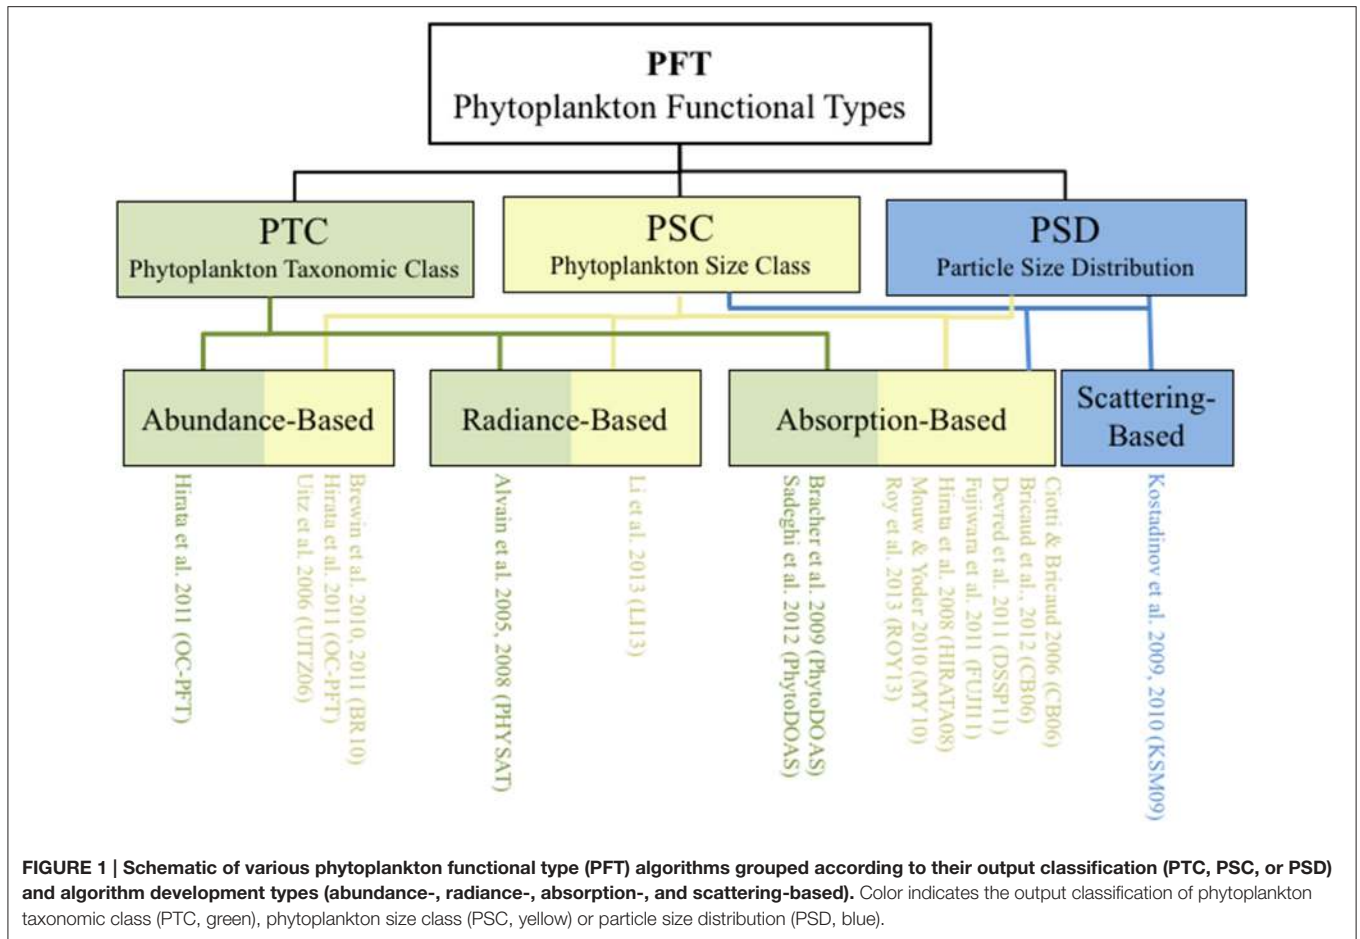 PFT
Phytoplankton Functional Types
PTC
Phytoplankton Taxonomic Class
PSC
Phytoplankton Size Class
PSD
Particle Size Distribution
Abundance-Based
Radiance-Based
Absorption-Based
Scattering-
Based
Hirata et al. 2011 (OC-PFT)
Uitz et al. 2006 (UITZ06)
Hirata et al. 2011 (OC-PFT)
Brewin et al. 2010, 2011 (BR10)
Alvain et al. 2005, 2008 (PHYSAT)
Li et al. 2013 (LI13)
Sadeghi et al. 2012 (PhytoDOAS)
Bracher et al. 2009 (PhytoDOAS)
Roy et al. 2013 (ROY13)
Mouw & Yoder 2010 (MY10)
Hirata et al. 2008 (HIRATA08)
Fujiwara et al. 2011 (FUJI11)
Devred et al. 2011 (DSSP11)
Bricaud et al., 2012 (CB06)
Ciotti & Bricaud 2006 (CB06)
Kostadinov et al. 2009, 2010 (KSM09)
FIGURE 1 | Schematic of various phytoplankton functional type (PFT) algorithms grouped according to their output classification (PTC, PSC, or PSD)
and algorithm development types (abundance-, radiance-, absorption-, and scattering-based). Color indicates the output classification of phytoplankton
taxonomic class (PTC, green), phytoplankton size class (PSC, yellow) or particle size distribution (PSD, blue).